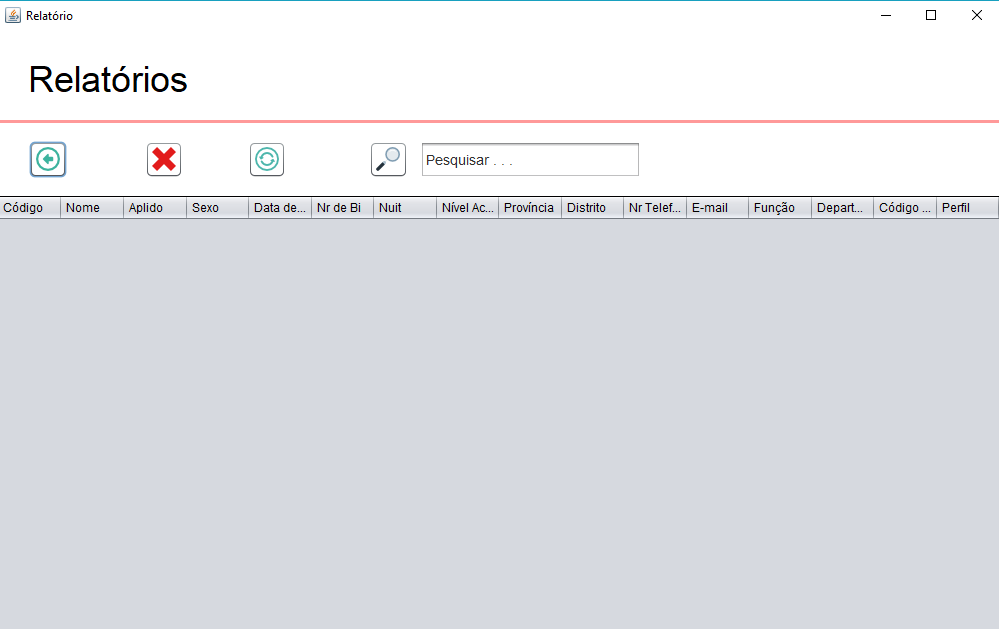 Relatório
Relatórios
Pesquisar . . .
Código Nome Aplido Sexo Data de... Nr de Bi Nuit Nível Ac... Província Distrito Nr Telef... E-mail Função Depart... Código ... Perfil